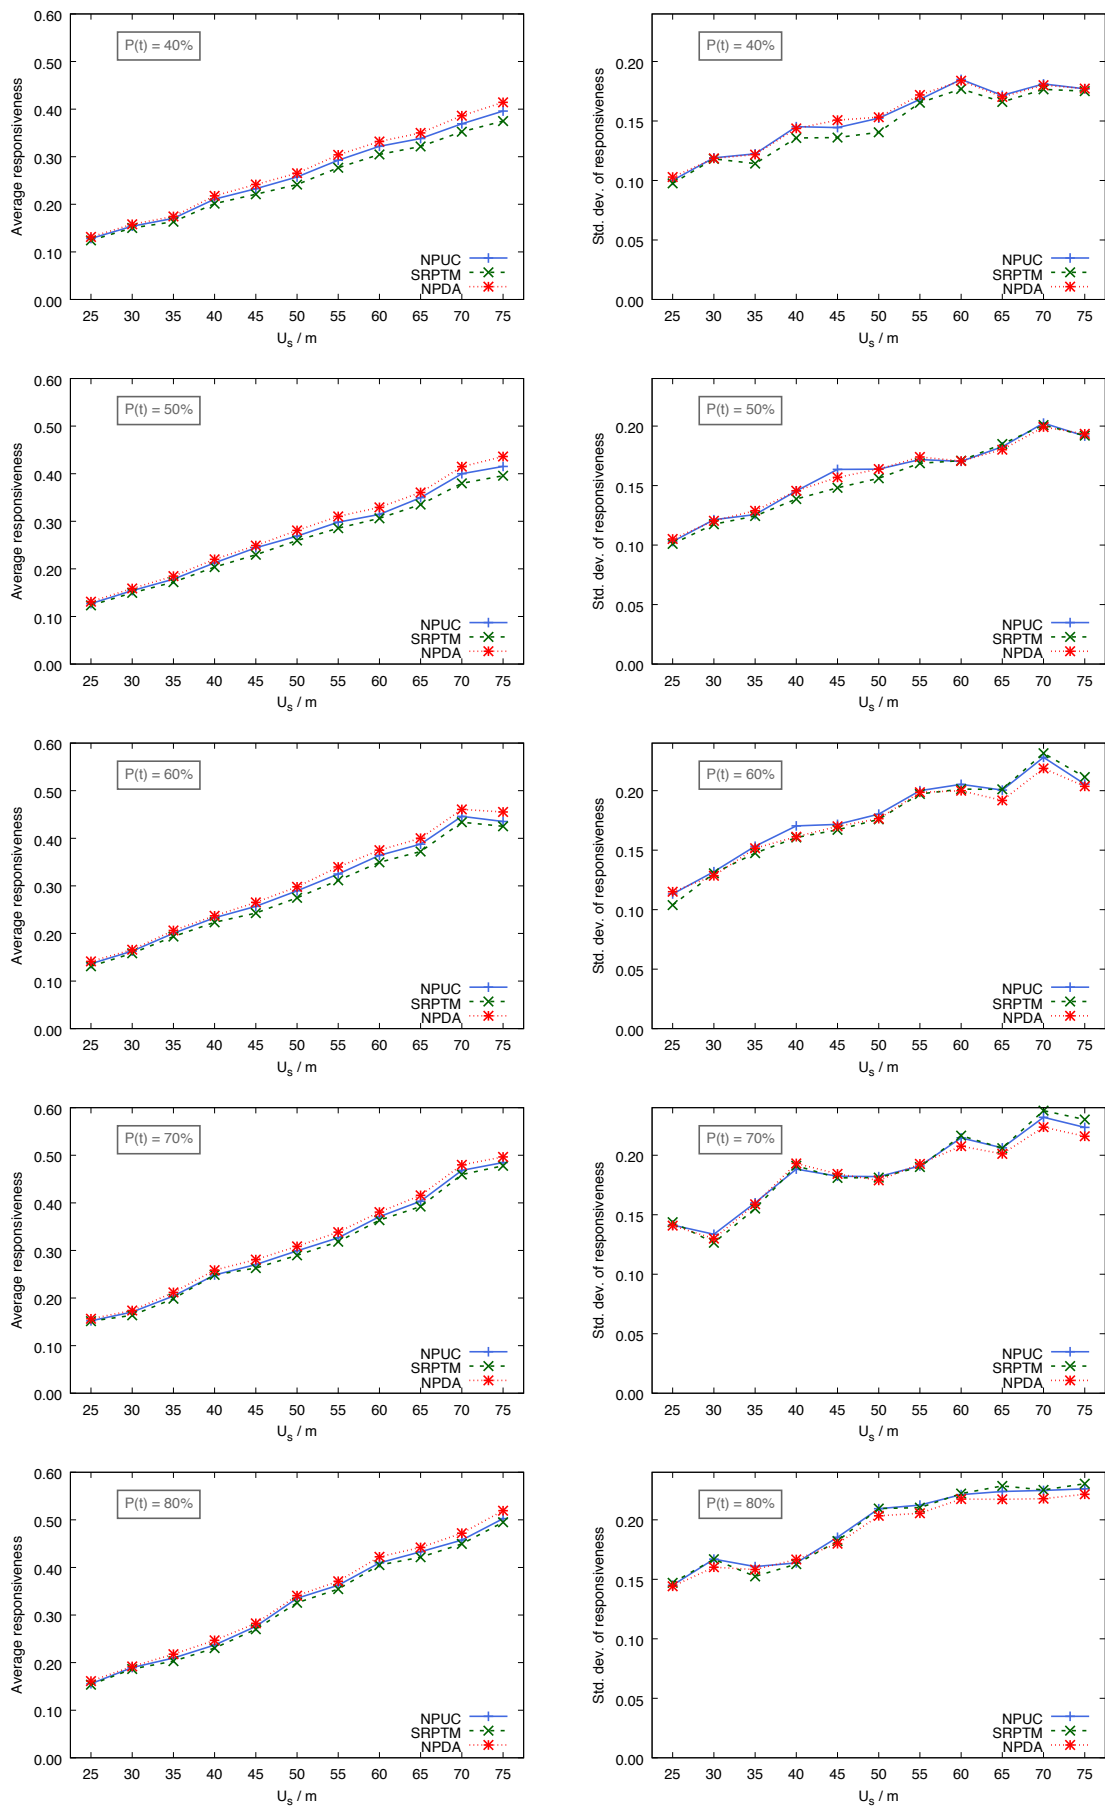 0.60
0.50
0.40
0.30
0.20
0.10
0.00
Average responsiveness
P(t) = 40%
NPUC
SRPTM
NPDA
25 30 35 40 45 50 55 60 65 70 75
U_s / m
0.20
0.15
0.10
0.05
0.00
Std. dev. of responsiveness
P(t) = 40%
NPUC
SRPTM
NPDA
25 30 35 40 45 50 55 60 65 70 75
U_s / m
0.60
0.50
0.40
0.30
0.20
0.10
0.00
Average responsiveness
P(t) = 50%
NPUC
SRPTM
NPDA
25 30 35 40 45 50 55 60 65 70 75
U_s / m
0.20
0.15
0.10
0.05
0.00
Std. dev. of responsiveness
P(t) = 50%
NPUC
SRPTM
NPDA
25 30 35 40 45 50 55 60 65 70 75
U_s / m
0.60
0.50
0.40
0.30
0.20
0.10
0.00
Average responsiveness
P(t) = 60%
NPUC
SRPTM
NPDA
25 30 35 40 45 50 55 60 65 70 75
U_s / m
0.20
0.15
0.10
0.05
0.00
Std. dev. of responsiveness
P(t) = 60%
NPUC
SRPTM
NPDA
25 30 35 40 45 50 55 60 65 70 75
U_s / m
0.60
0.50
0.40
0.30
0.20
0.10
0.00
Average responsiveness
P(t) = 70%
NPUC
SRPTM
NPDA
25 30 35 40 45 50 55 60 65 70 75
U_s / m
0.20
0.15
0.10
0.05
0.00
Std. dev. of responsiveness
P(t) = 70%
NPUC
SRPTM
NPDA
25 30 35 40 45 50 55 60 65 70 75
U_s / m
0.60
0.50
0.40
0.30
0.20
0.10
0.00
Average responsiveness
P(t) = 80%
NPUC
SRPTM
NPDA
25 30 35 40 45 50 55 60 65 70 75
U_s / m
0.20
0.15
0.10
0.05
0.00
Std. dev. of responsiveness
P(t) = 80%
NPUC
SRPTM
NPDA
25 30 35 40 45 50 55 60 65 70 75
U_s / m